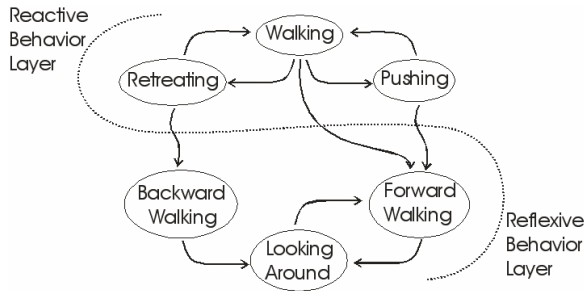 Reactive
Behavior
Layer
Walking
Retreating
Pushing
Backward
Walking
Forward
Walking
Looking
Around
Reflexive
Behavior
Layer